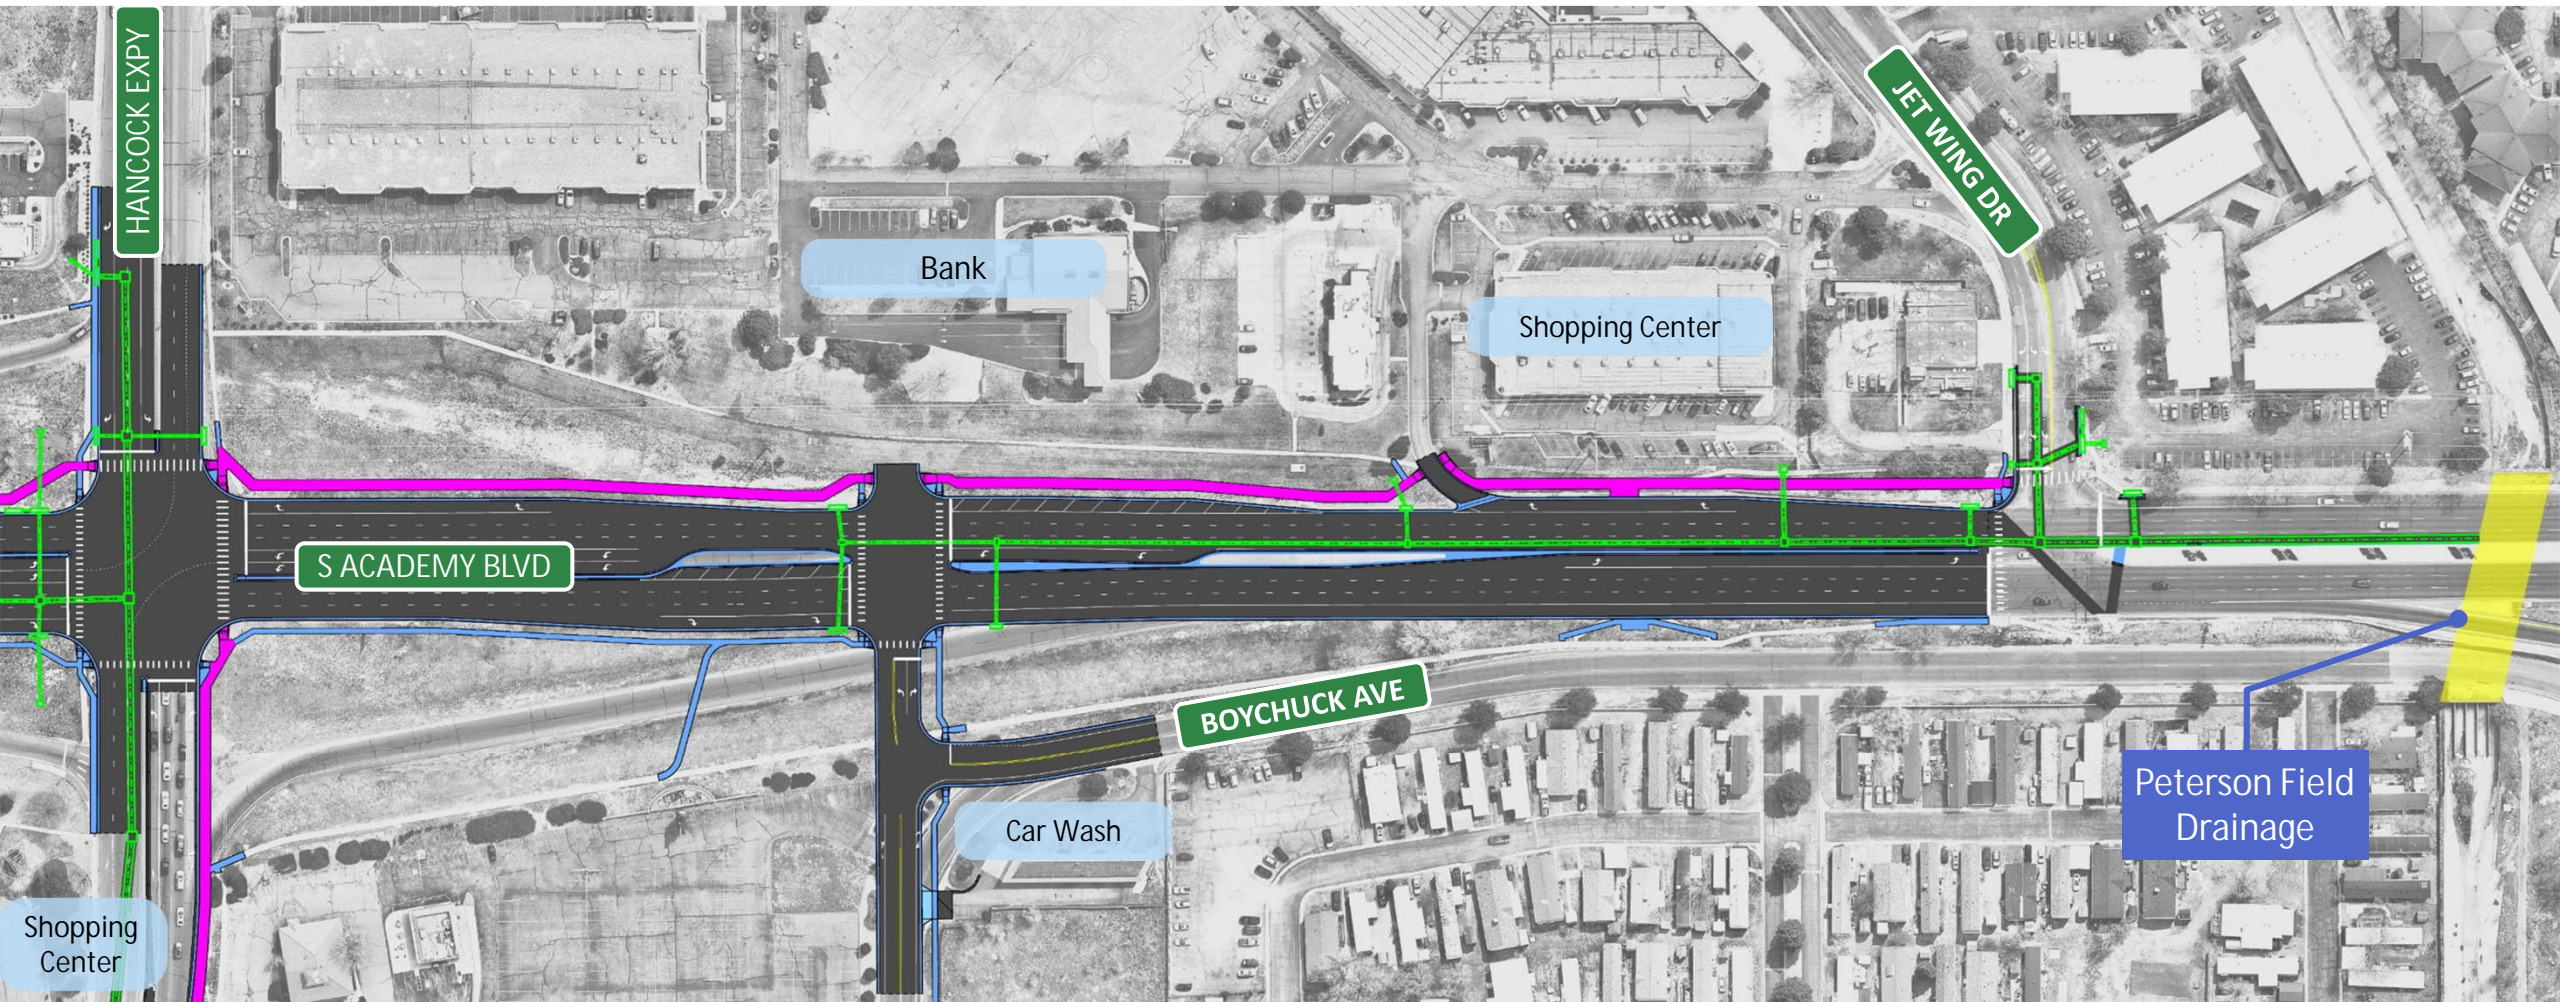 HANCOCK EXPY
JET WING DR
Bank
Shopping Center
S ACADEMY BLVD
BOYCHUCK AVE
Car Wash
Peterson Field
Drainage
Shopping
Center